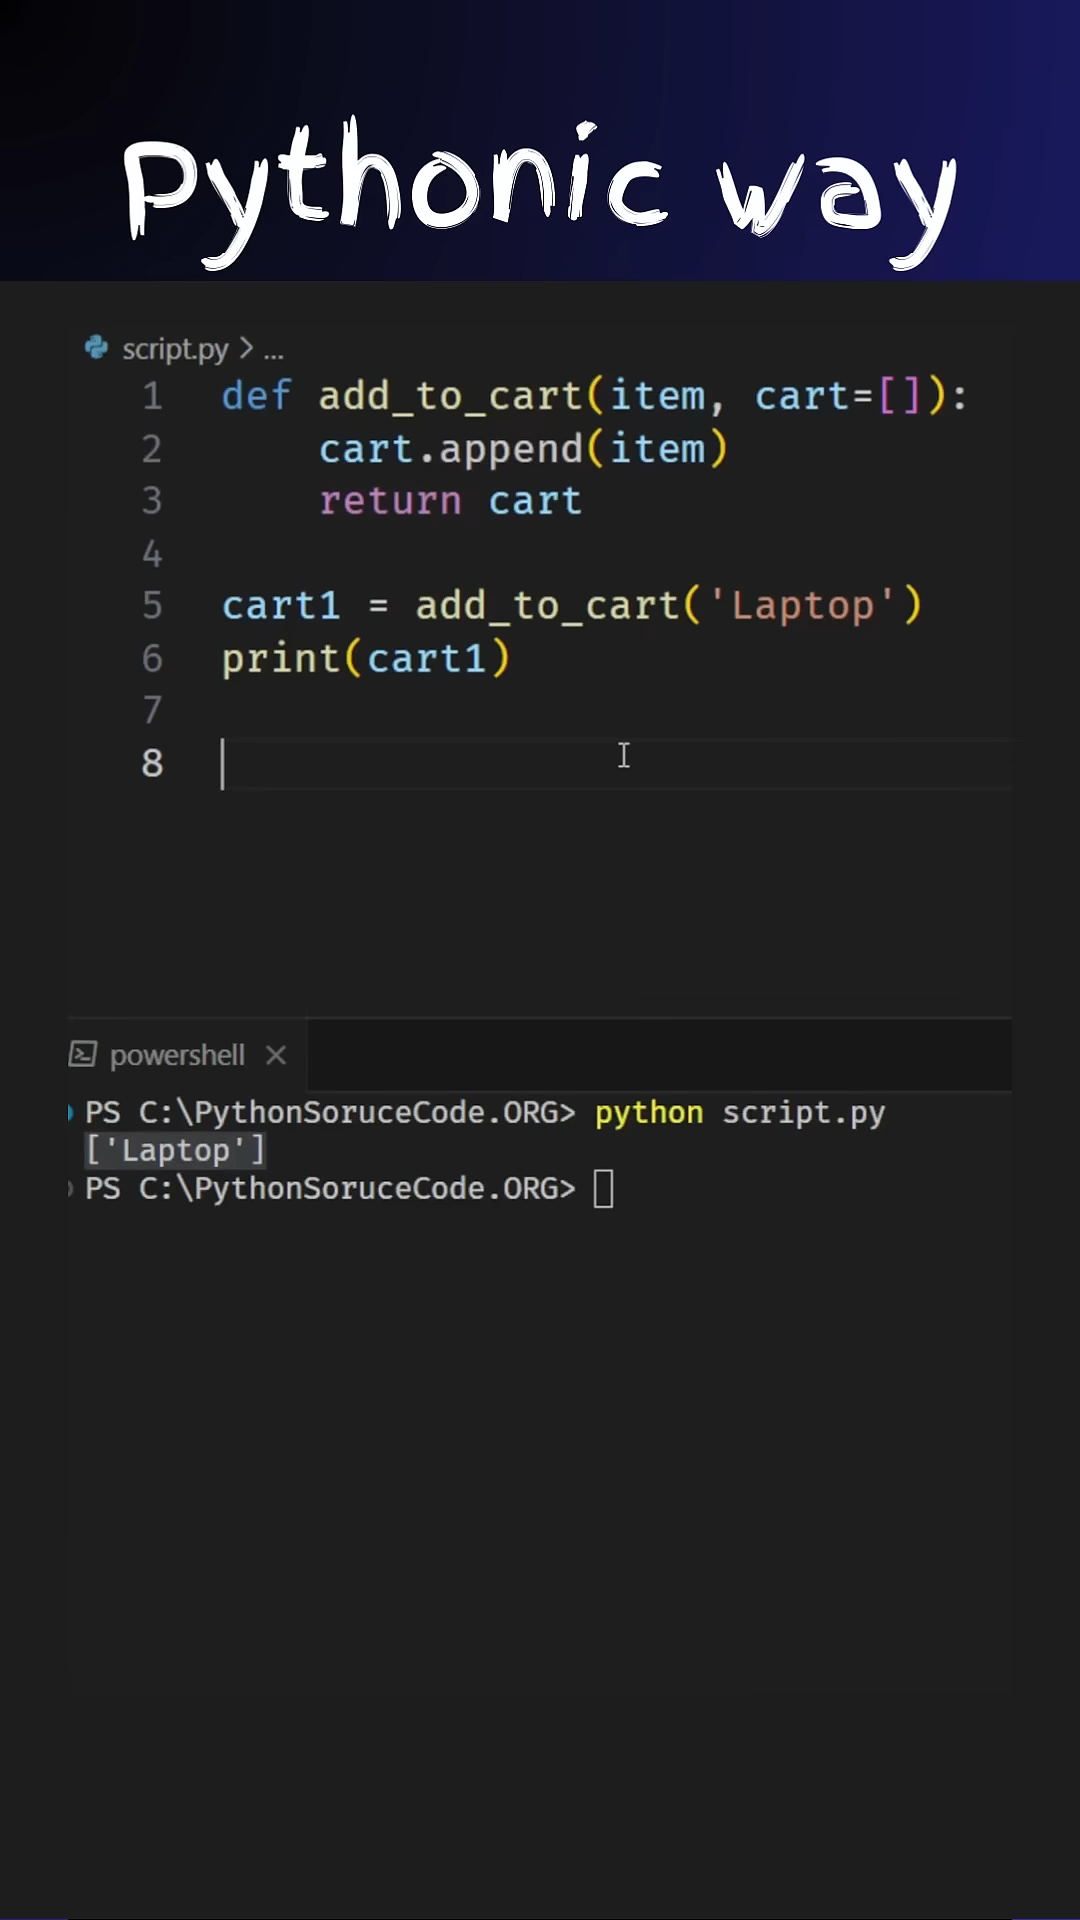 Pythonic way
script.py > ...
1 def add_to_cart(item, cart=[]):
2     cart.append(item)
3     return cart
4
5 cart1 = add_to_cart('Laptop')
6 print(cart1)
7
8
powershell
PS C:\PythonSoruceCode.ORG> python script.py
['Laptop']
PS C:\PythonSoruceCode.ORG>